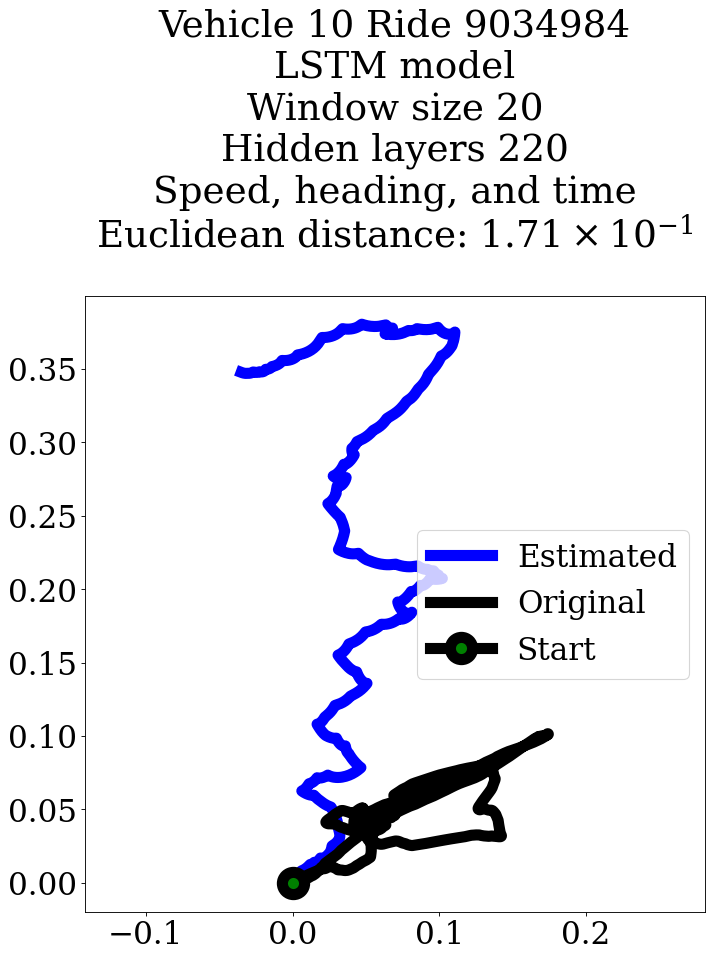 Vehicle 10 Ride 9034984
LSTM model
Window size 20
Hidden layers 220
Speed, heading, and time
Euclidean distance: 1.71 × 10⁻¹
0.35
0.30
0.25
0.20
0.15
0.10
0.05
0.00
Estimated
Original
Start
−0.1 0.0 0.1 0.2